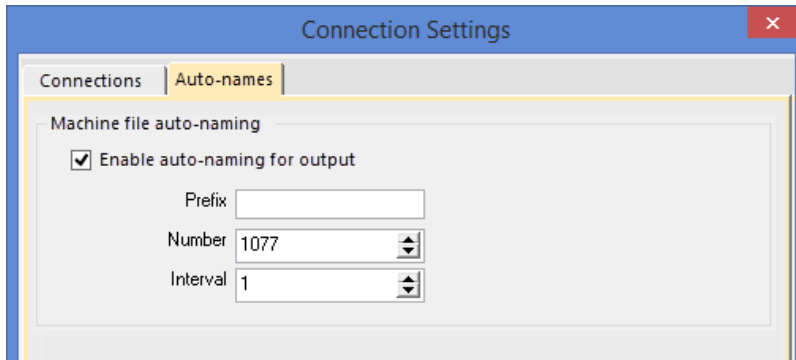 Connection Settings
Connections Auto-names
Machine file auto-naming
Enable auto-naming for output
Prefix
Number 1077
Interval 1